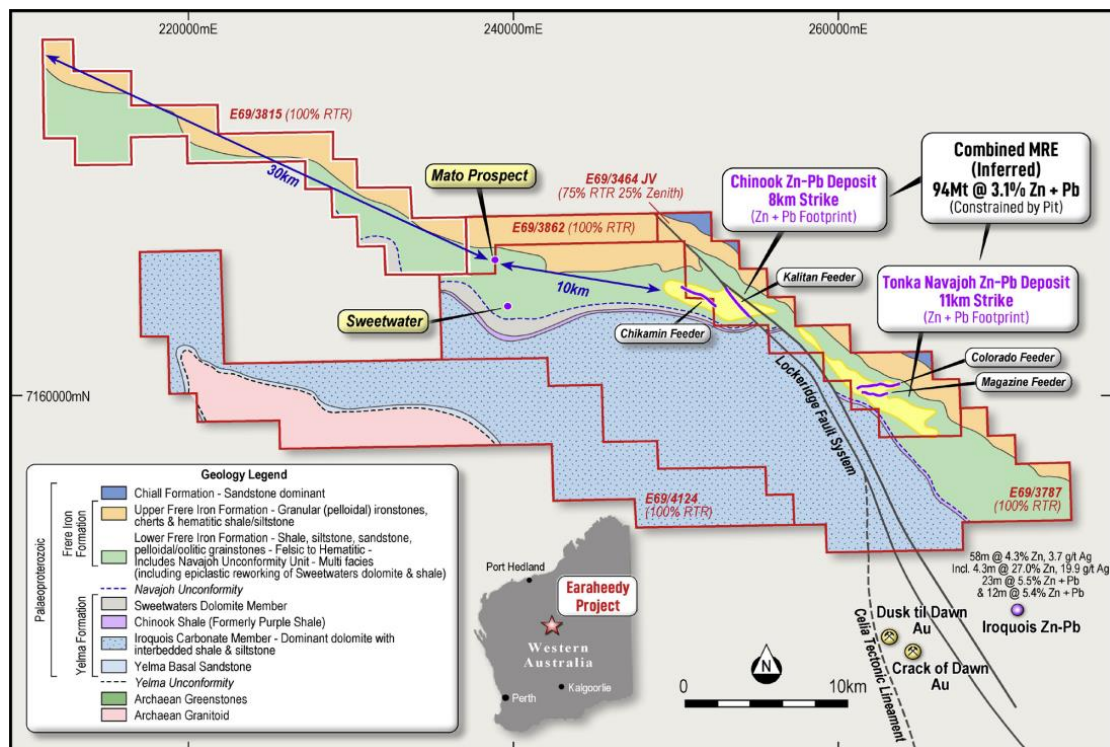 220000mE
240000mE
260000mE
E69/3815 (100% RTR)
30km
Mato Prospect
E69/3464 JV
(75% RTR 25% Zenith)
Chinook Zn-Pb Deposit
8km Strike
(Zn + Pb Footprint)
Combined MRE
(Inferred)
94Mt @ 3.1% Zn + Pb
(Constrained by Pit)
E69/3862 (100% RTR)
10km
Kalitan Feeder
Tonka Navajoh Zn-Pb Deposit
11km Strike
(Zn + Pb Footprint)
Sweetwater
Chikamin Feeder
Colorado Feeder
Magazine Feeder
7160000mN
Lockeridge Fault System
E69/4124
(100% RTR)
E69/3787
(100% RTR)
Geology Legend
Palaeoproterozoic
Frere Iron
Formation
Yelma Formation
Chiall Formation - Sandstone dominant
Upper Frere Iron Formation - Granular (pelloidal) ironstones,
cherts & hematitic shale/siltstone
Lower Frere Iron Formation - Shale, siltstone, sandstone,
pelloidal/oolitic grainstones - Felsic to Hematitic -
Includes Navajoh Unconformity Unit - Multi facies
(including epiclastic reworking of Sweetwaters dolomite & shale)
Navajoh Unconformity
Sweetwaters Dolomite Member
Chinook Shale (Formerly Purple Shale)
Iroquois Carbonate Member - Dominant dolomite with
interbedded shale & siltstone
Yelma Basal Sandstone
Yelma Unconformity
Archaean Greenstones
Archaean Granitoid
Port Hedland
Earaheedy
Project
Western
Australia
Kalgoorlie
Perth
N
0
10km
58m @ 4.3% Zn, 3.7 g/t Ag
Incl. 4.3m @ 27.0% Zn, 19.9 g/t Ag
23m @ 5.5% Zn + Pb
& 12m @ 5.4% Zn + Pb
Iroquois Zn-Pb
Dusk til Dawn
Au
Crack of Dawn
Au
Celia Tectonic Lineament